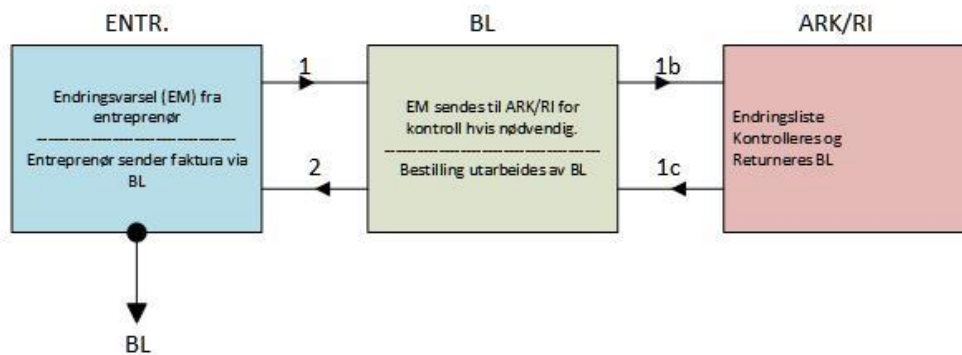 ENTR.
BL
ARK/RI
1
1b
Endringsvarsel (EM) fra
entreprenør
Entreprenør sender faktura via
BL
EM sendes til ARK/RI for
kontroll hvis nødvendig.
Bestilling utarbeides av BL
Endringsliste
Kontrolleres og
Returneres BL
2
1c
BL